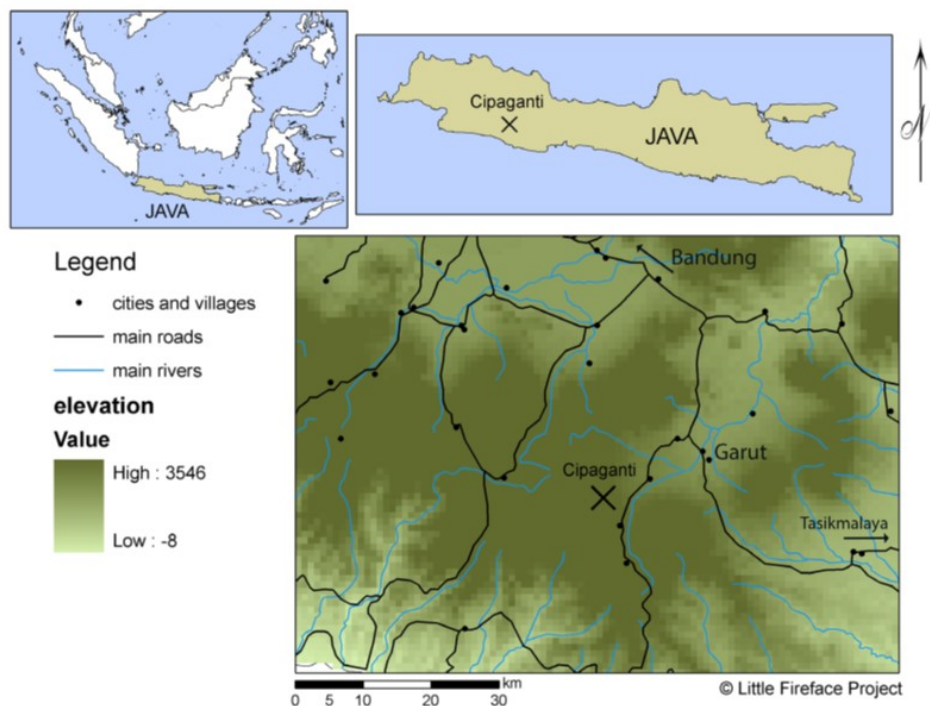 JAVA
Cipaganti
JAVA
N
Legend
cities and villages
main roads
main rivers
elevation
Value
High : 3546
Low : -8
Bandung
Cipaganti
Garut
Tasikmalaya
km
0 5 10 20 30
© Little Fireface Project